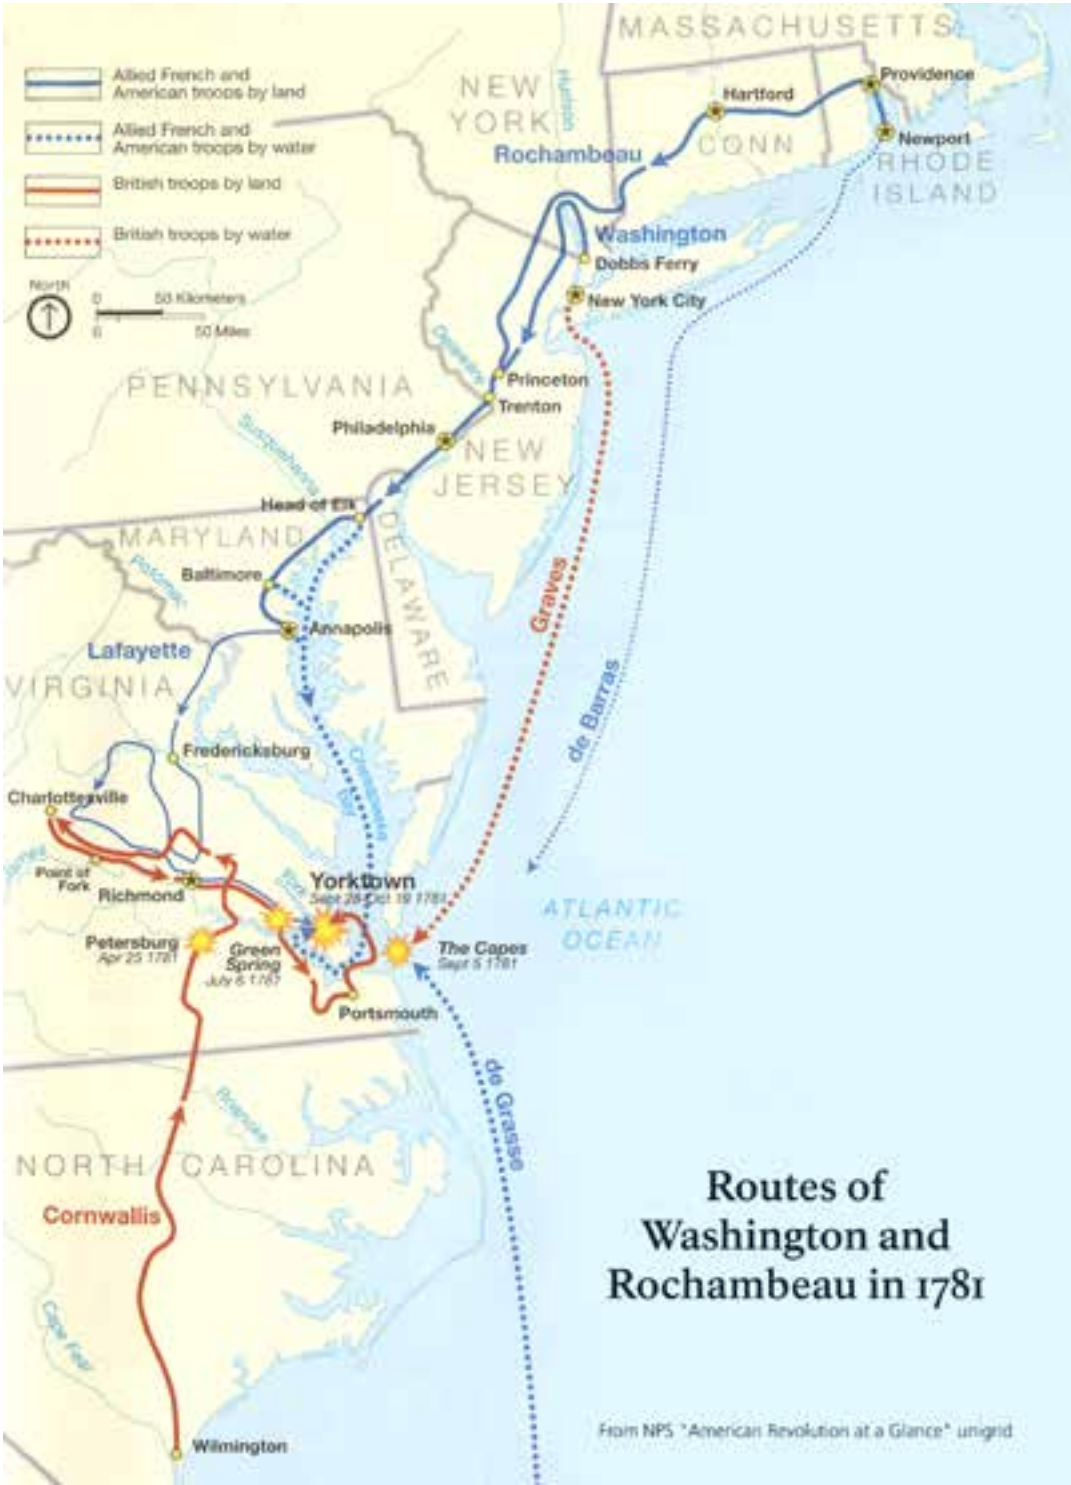 MASSACHUSETTS
Allied French and
American troops by land
Allied French and
American troops by water
British troops by land
British troops by water
North
0 50 Kilometers
0 50 Miles
NEW
YORK
Hudson
Providence
Hartford
Newport
CONN
RHODE
ISLAND
Rochambeau
Washington
Dobbs Ferry
New York City
Delaware
PENNSYLVANIA
Princeton
Trenton
Philadelphia
NEW
JERSEY
Susquehanna
Head of Elk
MARYLAND
DELAWARE
Baltimore
Potomac
Annapolis
Graves
de Barras
Lafayette
VIRGINIA
Fredericksburg
Chesapeake
Bay
Charlottesville
James
Point of
Fork
Richmond
York
Yorktown
Sept 28-Oct 19 1781
ATLANTIC
OCEAN
Petersburg
Apr 25 1781
Green
Spring
July 6 1781
The Capes
Sept 5 1781
Portsmouth
de Grasse
Roanoke
NORTH CAROLINA
Cornwallis
Cape Fear
Wilmington
Routes of
Washington and
Rochambeau in 1781
From NPS "American Revolution at a Glance" unigrid